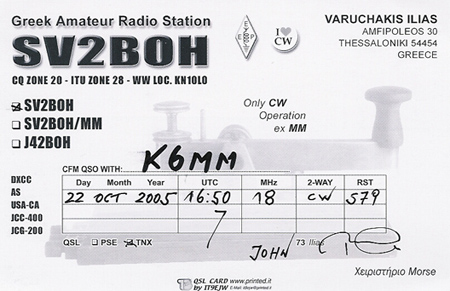 Greek Amateur Radio Station
SV2BOH
CQ ZONE 20 - ITU ZONE 28 - WW LOC. KN10LO
I ♥ CW
VARUCHAKIS ILIAS
AMFIPOLEOS 30
THESSALONIKI 54454
GREECE
SV2BOH
SV2BOH/MM
J42BOH
Only CW
Operation
ex MM
DXCC
AS
USA-CA
JCC-400
JCG-200
CFM QSO WITH: K6MM
Day Month Year UTC MHz 2-WAY RST
22 OCT 2005 16:50 18 CW 579
7
QSL PSE TNX
JOHN 73 Ilias
Χειριστήριο Morse
QSL CARD www.printed.it
by IT9EJW